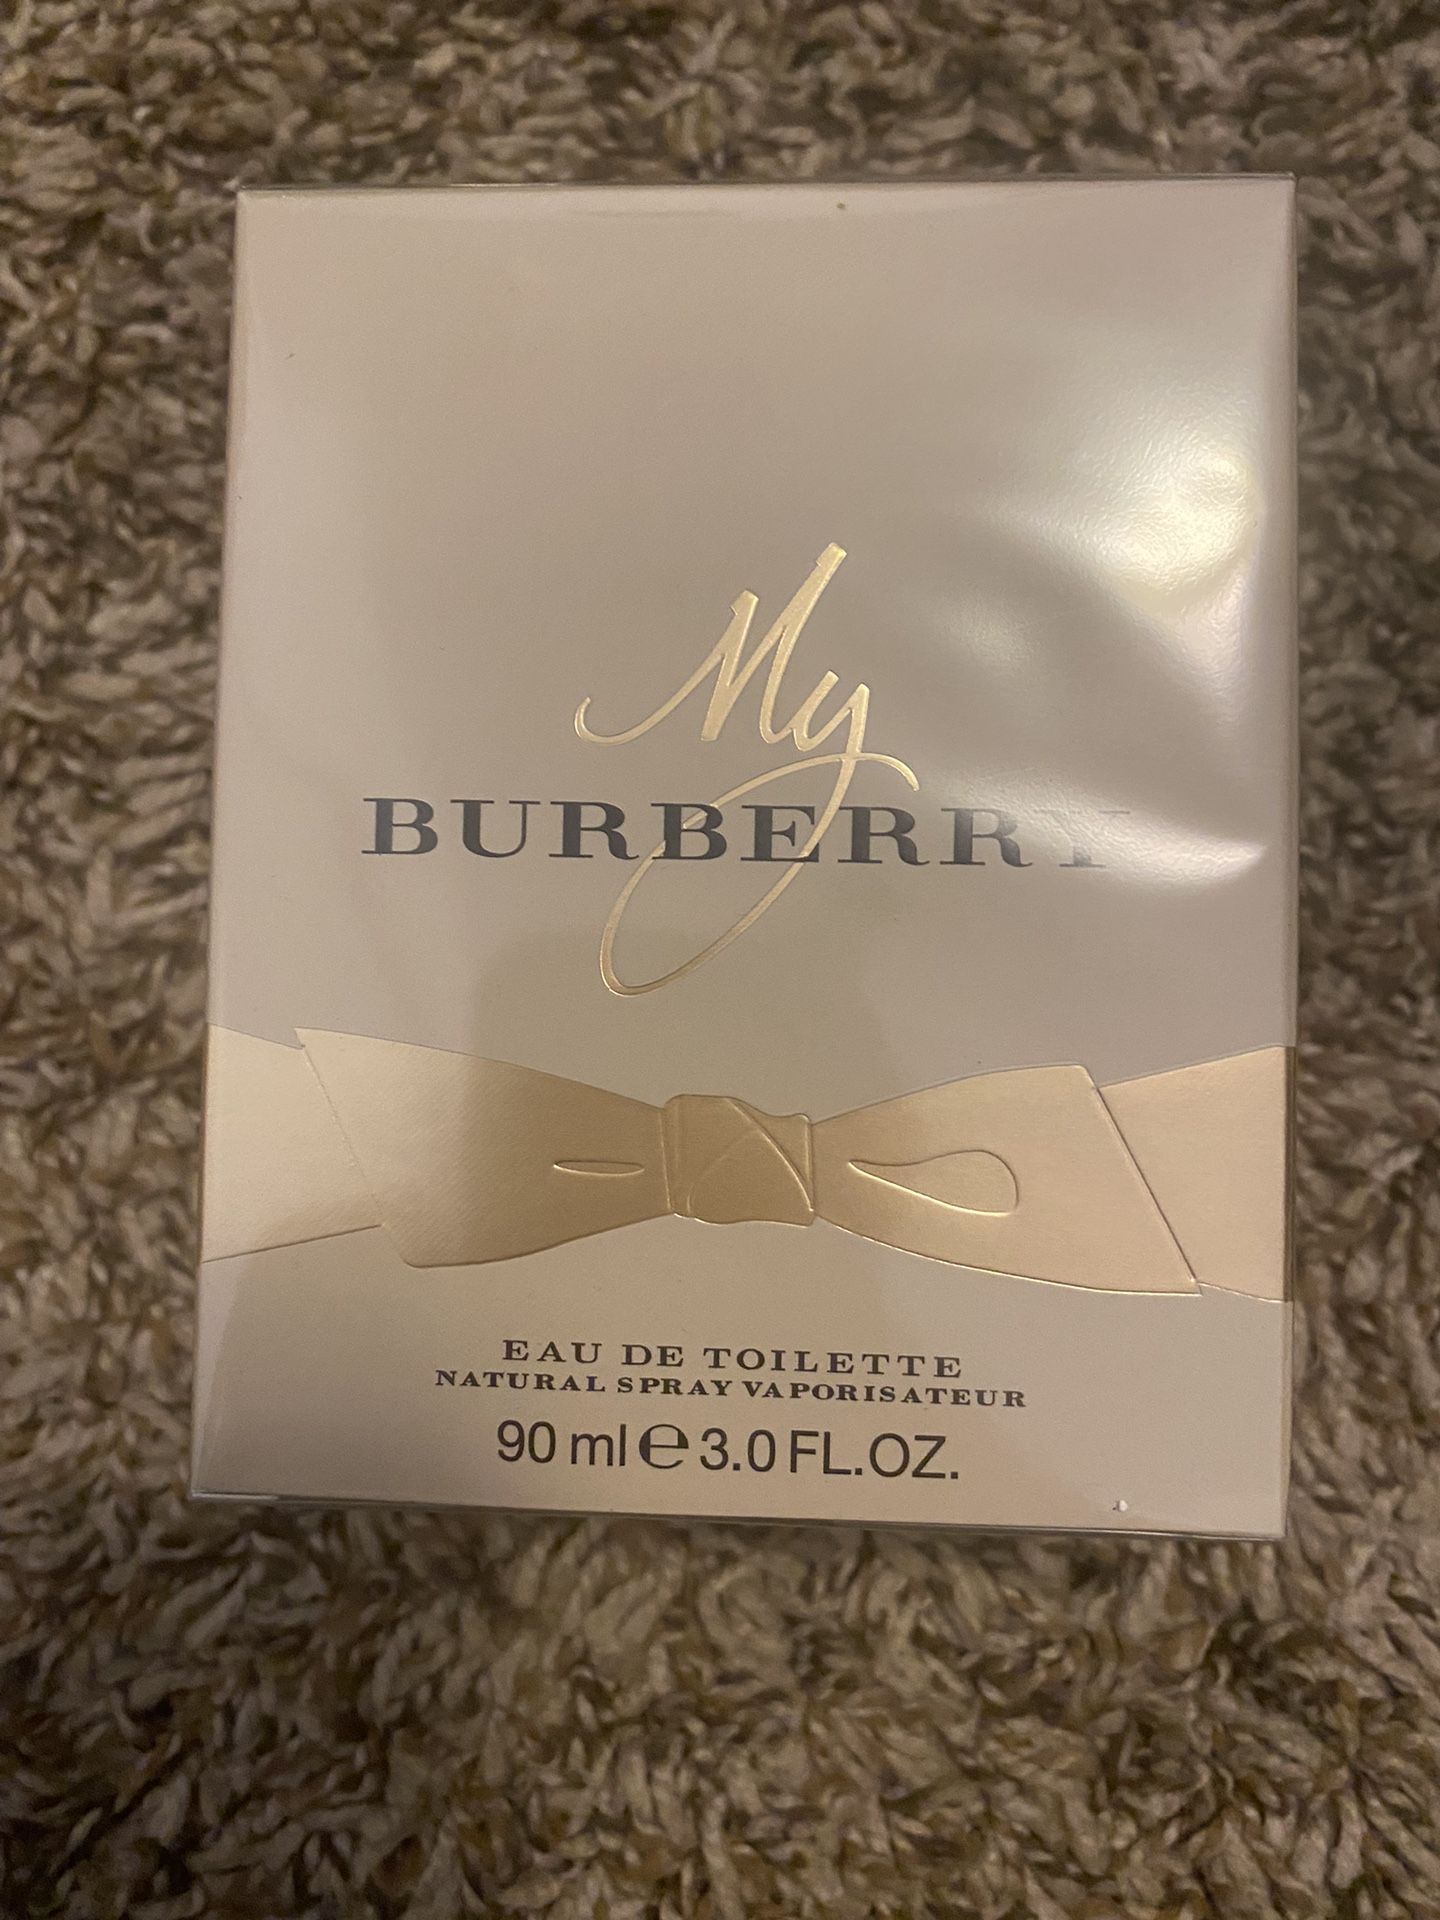 My
BURBERRY
EAU DE TOILETTE
NATURAL SPRAY VAPORISATEUR
90 ml e 3.0 FL.OZ.